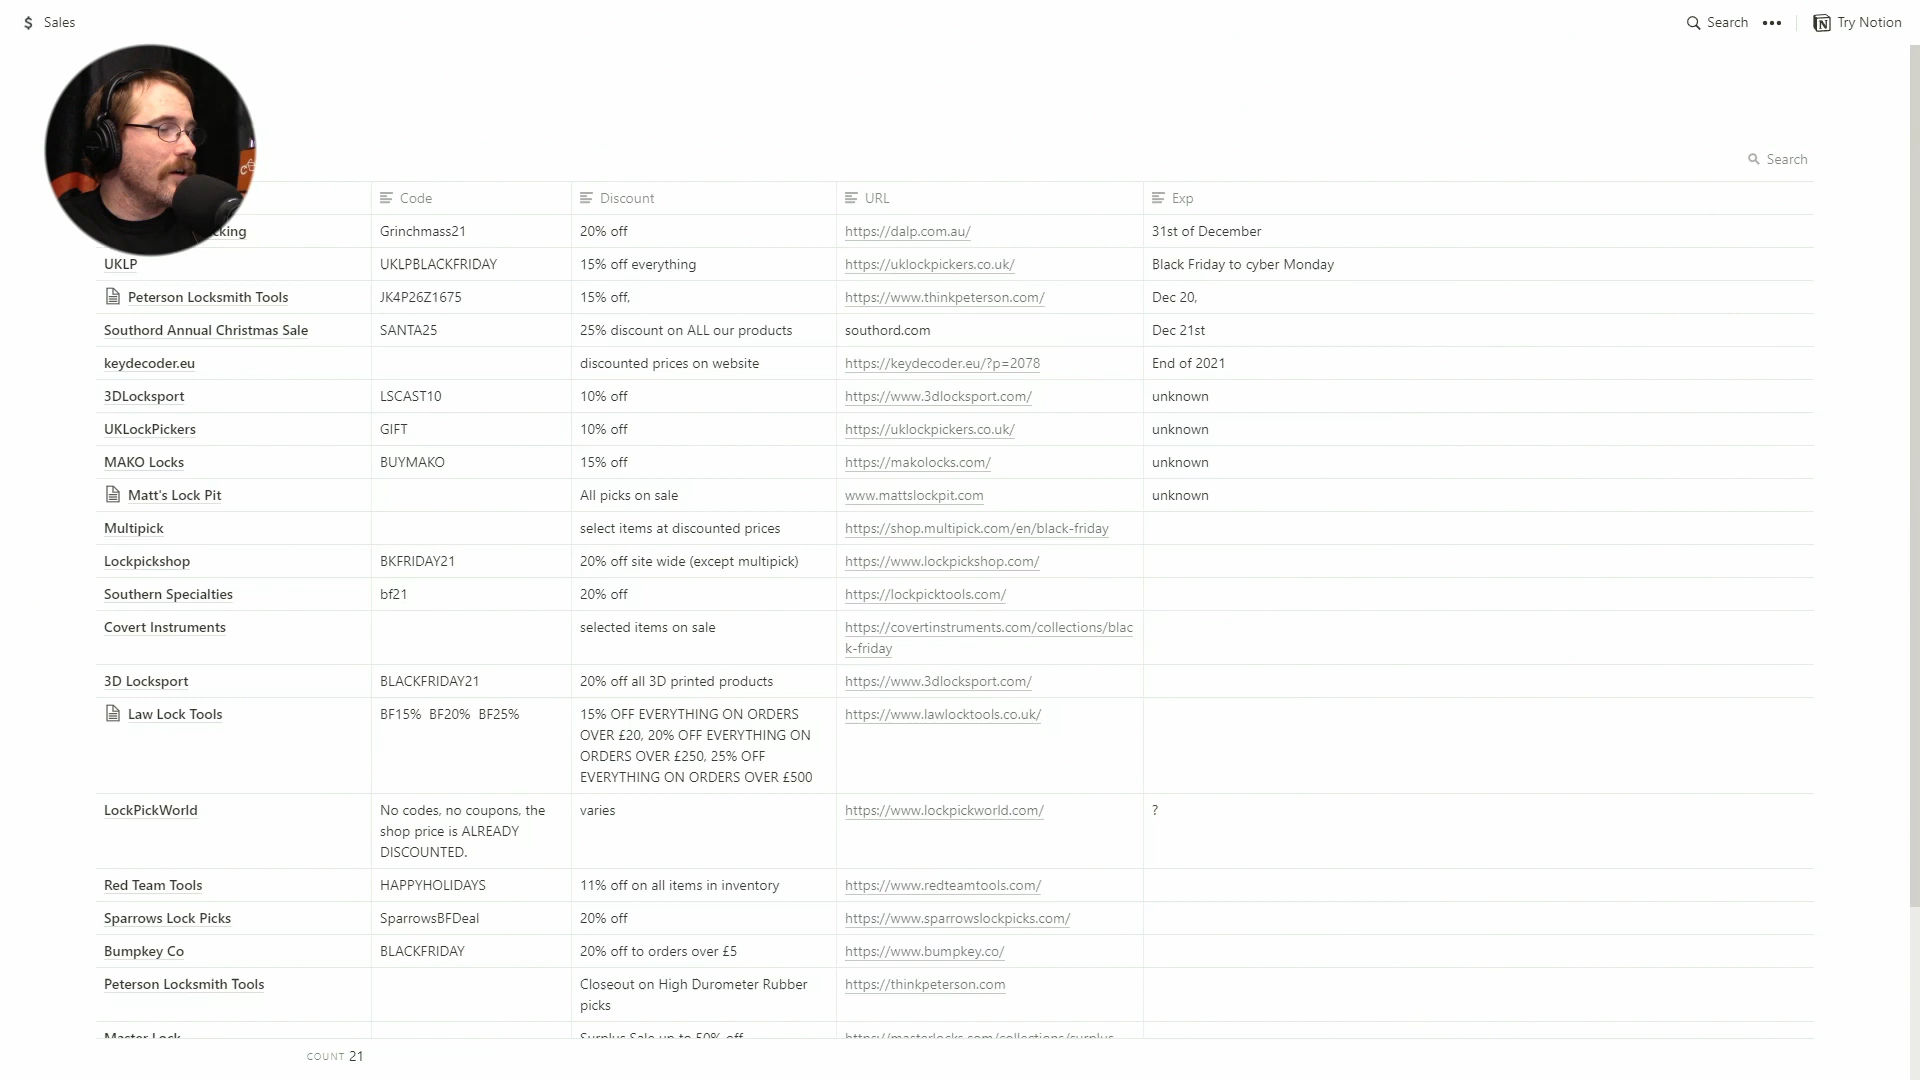 $ Sales
Search ••• Try Notion
Search
Code Discount URL Exp
cking Grinchmass21 20% off https://dalp.com.au/ 31st of December
UKLP UKLPBLACKFRIDAY 15% off everything https://uklockpickers.co.uk/ Black Friday to cyber Monday
Peterson Locksmith Tools JK4P26Z1675 15% off, https://www.thinkpeterson.com/ Dec 20,
Southord Annual Christmas Sale SANTA25 25% discount on ALL our products southord.com Dec 21st
keydecoder.eu discounted prices on website https://keydecoder.eu/?p=2078 End of 2021
3DLocksport LSCAST10 10% off https://www.3dlocksport.com/ unknown
UKLockPickers GIFT 10% off https://uklockpickers.co.uk/ unknown
MAKO Locks BUYMAKO 15% off https://makolocks.com/ unknown
Matt's Lock Pit All picks on sale www.mattslockpit.com unknown
Multipick select items at discounted prices https://shop.multipick.com/en/black-friday
Lockpickshop BKFRIDAY21 20% off site wide (except multipick) https://www.lockpickshop.com/
Southern Specialties bf21 20% off https://lockpicktools.com/
Covert Instruments selected items on sale https://covertinstruments.com/collections/blac
k-friday
3D Locksport BLACKFRIDAY21 20% off all 3D printed products https://www.3dlocksport.com/
Law Lock Tools BF15% BF20% BF25% 15% OFF EVERYTHING ON ORDERS https://www.lawlocktools.co.uk/
OVER £20, 20% OFF EVERYTHING ON
ORDERS OVER £250, 25% OFF
EVERYTHING ON ORDERS OVER £500
LockPickWorld No codes, no coupons, the varies https://www.lockpickworld.com/ ?
shop price is ALREADY
DISCOUNTED.
Red Team Tools HAPPYHOLIDAYS 11% off on all items in inventory https://www.redteamtools.com/
Sparrows Lock Picks SparrowsBFDeal 20% off https://www.sparrowslockpicks.com/
Bumpkey Co BLACKFRIDAY 20% off to orders over £5 https://www.bumpkey.co/
Peterson Locksmith Tools Closeout on High Durometer Rubber https://thinkpeterson.com
picks
Master Lock Surplus Sale up to 50% off https://masterlocks.com/collections/surplus
COUNT 21